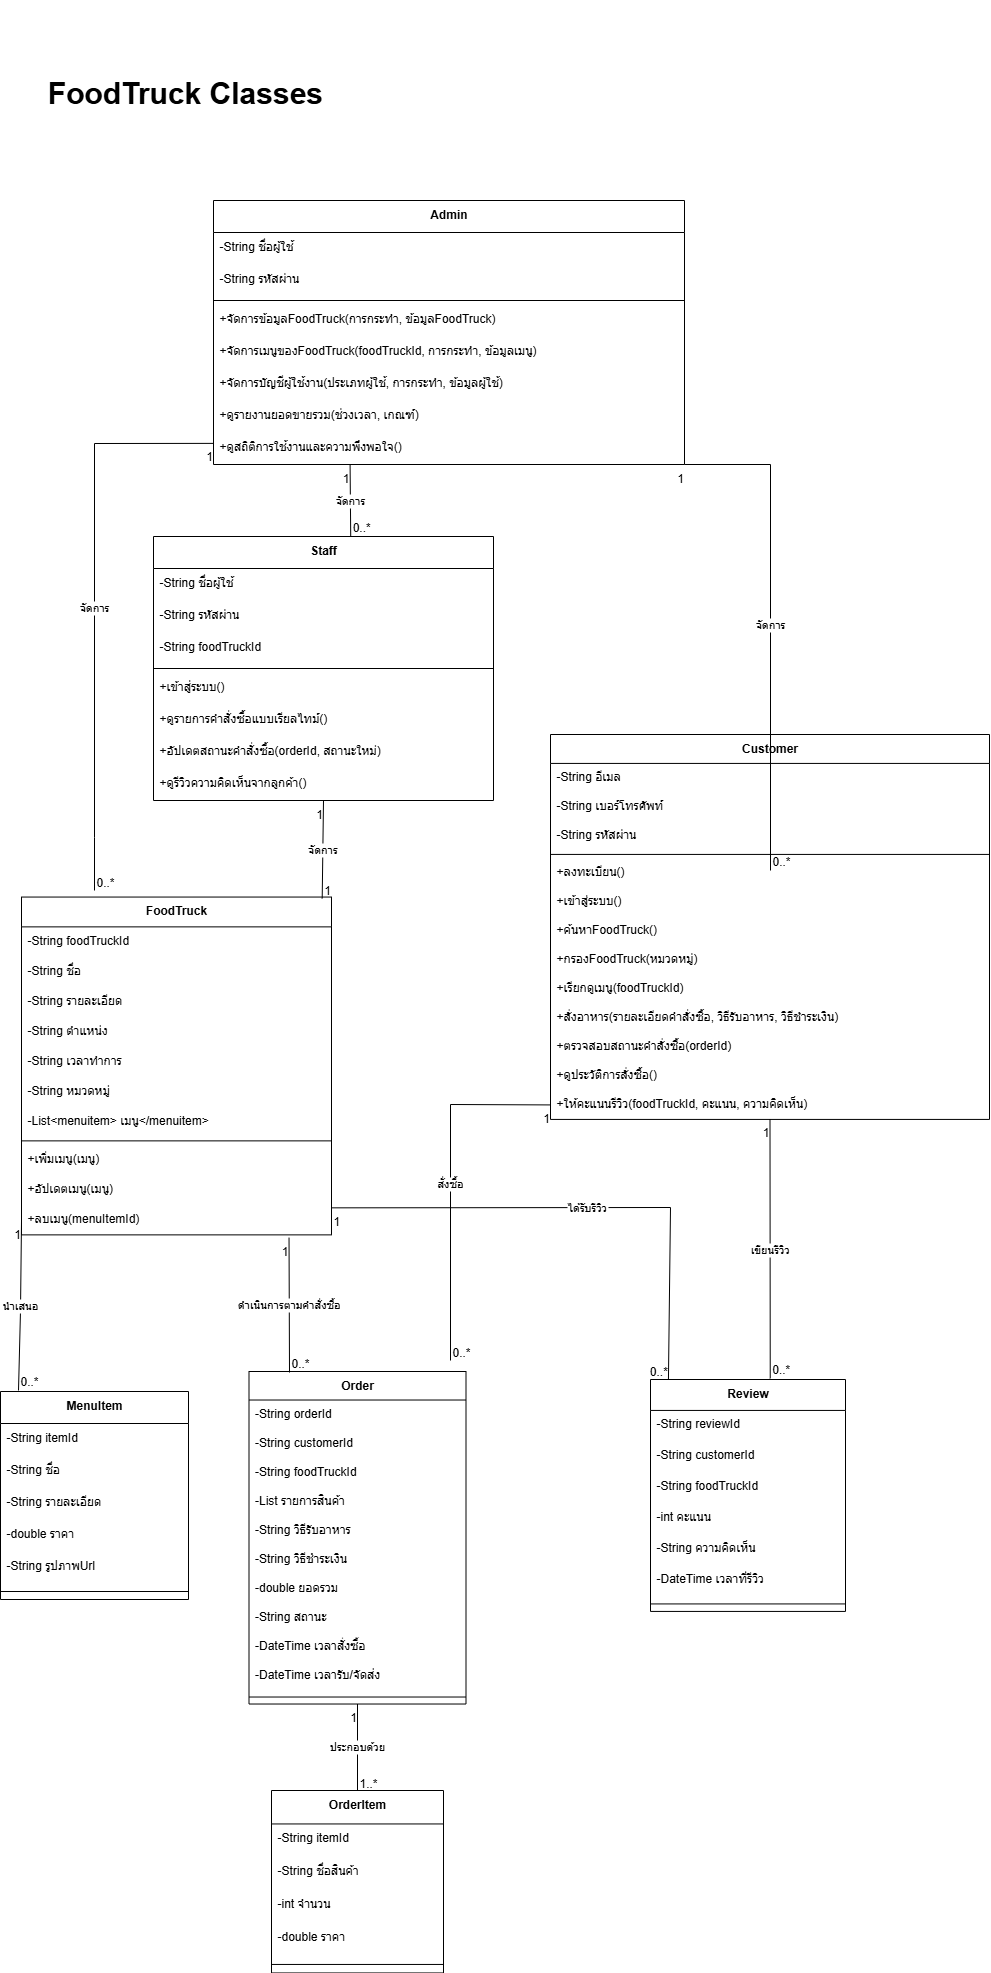 FoodTruck Classes
Admin
-String ชื่อผู้ใช้
-String รหัสผ่าน
+จัดการข้อมูลFoodTruck(การกระทำ, ข้อมูลFoodTruck)
+จัดการเมนูของFoodTruck(foodTruckId, การกระทำ, ข้อมูลเมนู)
+จัดการบัญชีผู้ใช้งาน(ประเภทผู้ใช้, การกระทำ, ข้อมูลผู้ใช้)
+ดูรายงานยอดขายรวม(ช่วงเวลา, เกณฑ์)
+ดูสถิติการใช้งานและความพึงพอใจ()
1
1
1
จัดการ
0..*
Staff
-String ชื่อผู้ใช้
-String รหัสผ่าน
-String foodTruckId
+เข้าสู่ระบบ()
+ดูรายการคำสั่งซื้อแบบเรียลไทม์()
+อัปเดตสถานะคำสั่งซื้อ(orderId, สถานะใหม่)
+ดูรีวิวความคิดเห็นจากลูกค้า()
จัดการ
จัดการ
1
จัดการ
1
0..*
Customer
-String อีเมล
-String เบอร์โทรศัพท์
-String รหัสผ่าน
0..*
+ลงทะเบียน()
+เข้าสู่ระบบ()
+ค้นหาFoodTruck()
+กรองFoodTruck(หมวดหมู่)
+เรียกดูเมนู(foodTruckId)
+สั่งอาหาร(รายละเอียดคำสั่งซื้อ, วิธีรับอาหาร, วิธีชำระเงิน)
+ตรวจสอบสถานะคำสั่งซื้อ(orderId)
+ดูประวัติการสั่งซื้อ()
+ให้คะแนนรีวิว(foodTruckId, คะแนน, ความคิดเห็น)
FoodTruck
-String foodTruckId
-String ชื่อ
-String รายละเอียด
-String ตำแหน่ง
-String เวลาทำการ
-String หมวดหมู่
-List<menuitem> เมนู</menuitem>
+เพิ่มเมนู(เมนู)
+อัปเดตเมนู(เมนู)
+ลบเมนู(menuItemId)
1
1
สั่งซื้อ
ได้รับรีวิว
1
1
1
เขียนรีวิว
นำเสนอ
ดำเนินการตามคำสั่งซื้อ
0..*
0..*
0..*
0..*
0..*
MenuItem
-String itemId
-String ชื่อ
-String รายละเอียด
-double ราคา
-String รูปภาพUrl
Order
-String orderId
-String customerId
-String foodTruckId
-List รายการสินค้า
-String วิธีรับอาหาร
-String วิธีชำระเงิน
-double ยอดรวม
-String สถานะ
-DateTime เวลาสั่งซื้อ
-DateTime เวลารับ/จัดส่ง
Review
-String reviewId
-String customerId
-String foodTruckId
-int คะแนน
-String ความคิดเห็น
-DateTime เวลาที่รีวิว
1
ประกอบด้วย
1..*
OrderItem
-String itemId
-String ชื่อสินค้า
-int จำนวน
-double ราคา